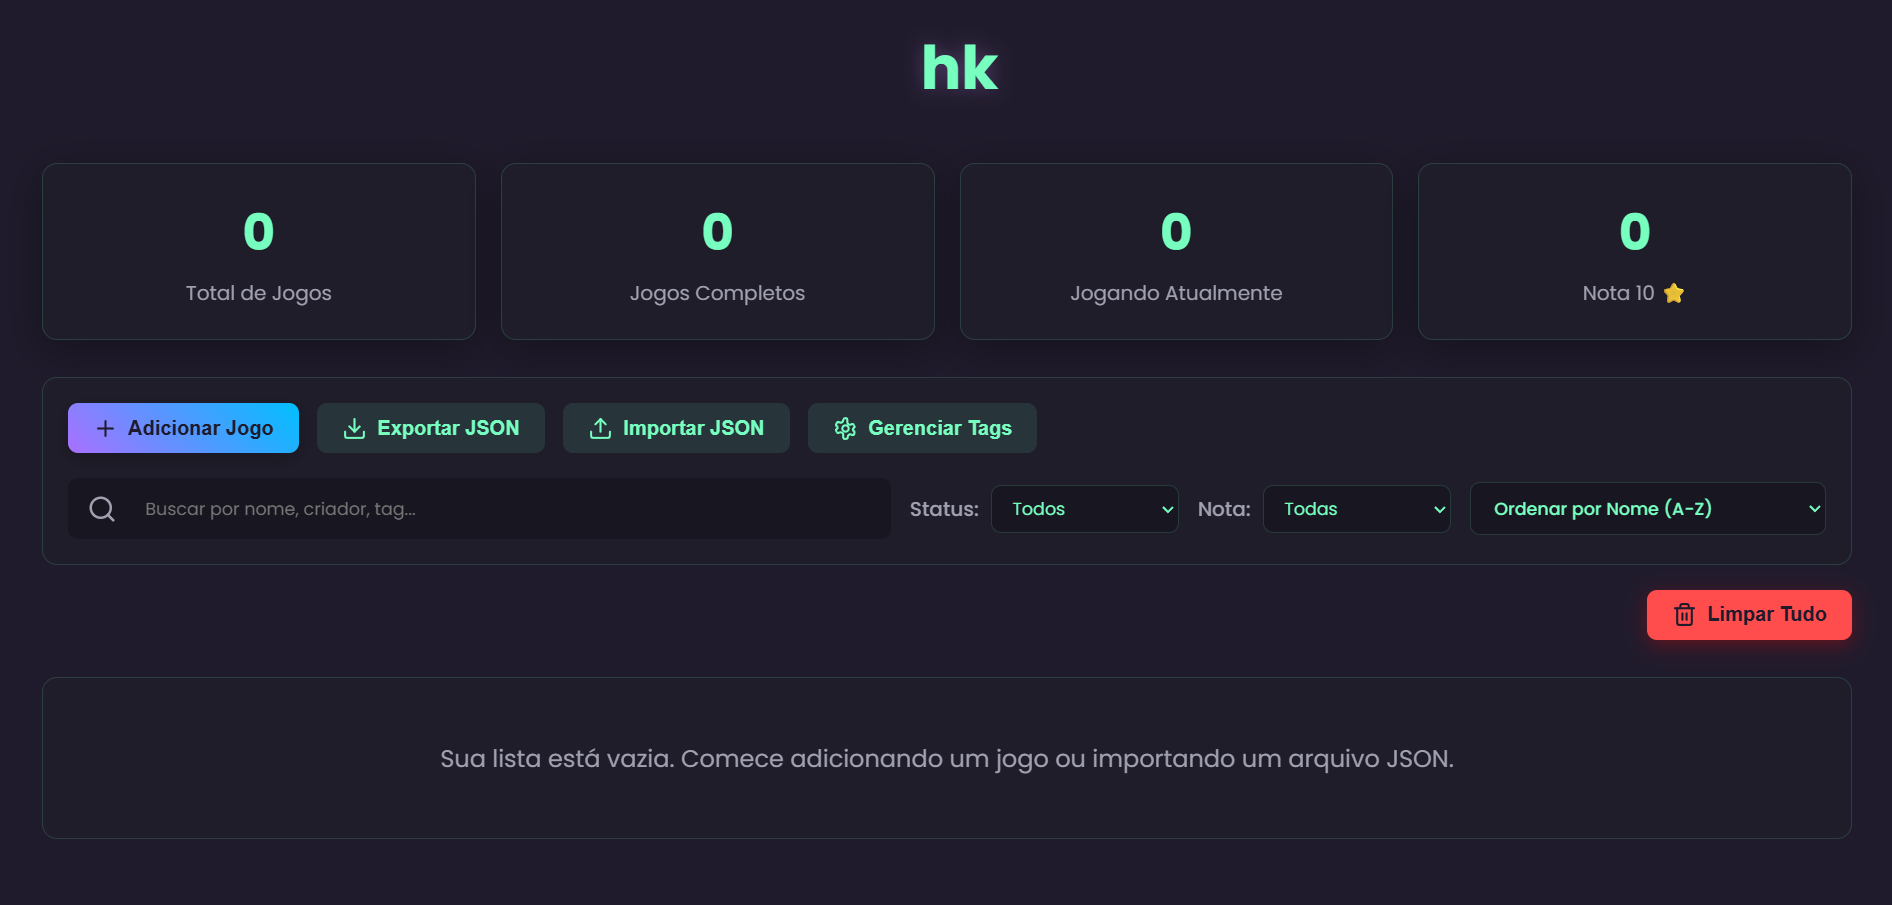 hk
0
Total de Jogos
0
Jogos Completos
0
Jogando Atualmente
0
Nota 10 ⭐
Adicionar Jogo
Exportar JSON
Importar JSON
Gerenciar Tags
Buscar por nome, criador, tag...
Status:
Todos
Nota:
Todas
Ordenar por Nome (A-Z)
Limpar Tudo
Sua lista está vazia. Comece adicionando um jogo ou importando um arquivo JSON.